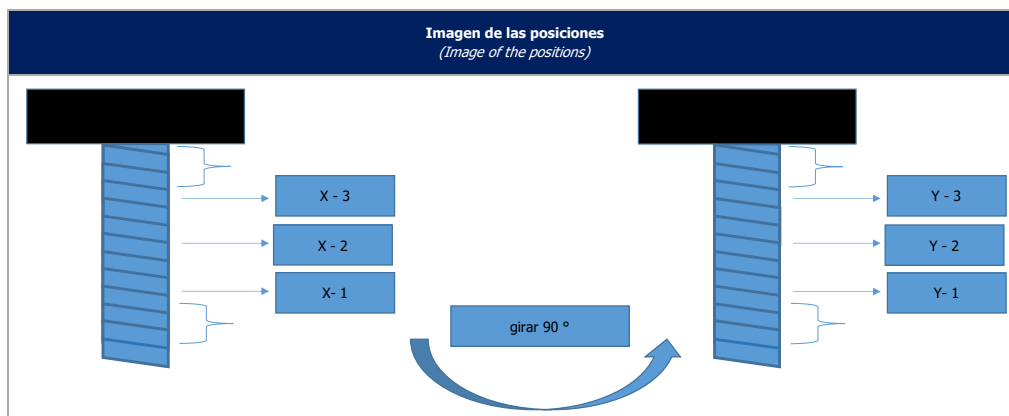 Imagen de las posiciones
(Image of the positions)
X - 3
X - 2
X- 1
girar 90 °
Y - 3
Y - 2
Y- 1